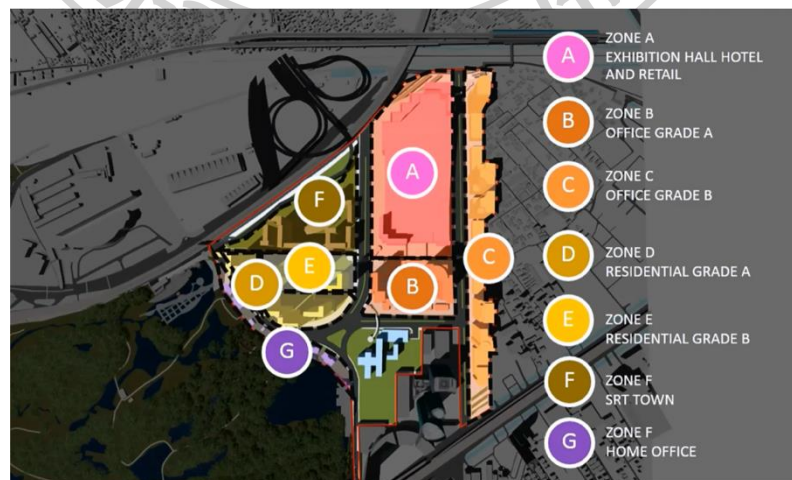 A
ZONE A
EXHIBITION HALL HOTEL
AND RETAIL
B
ZONE B
OFFICE GRADE A
C
ZONE C
OFFICE GRADE B
D
ZONE D
RESIDENTIAL GRADE A
E
ZONE E
RESIDENTIAL GRADE B
F
ZONE F
SRT TOWN
G
ZONE F
HOME OFFICE
A
F
C
E
D
B
G